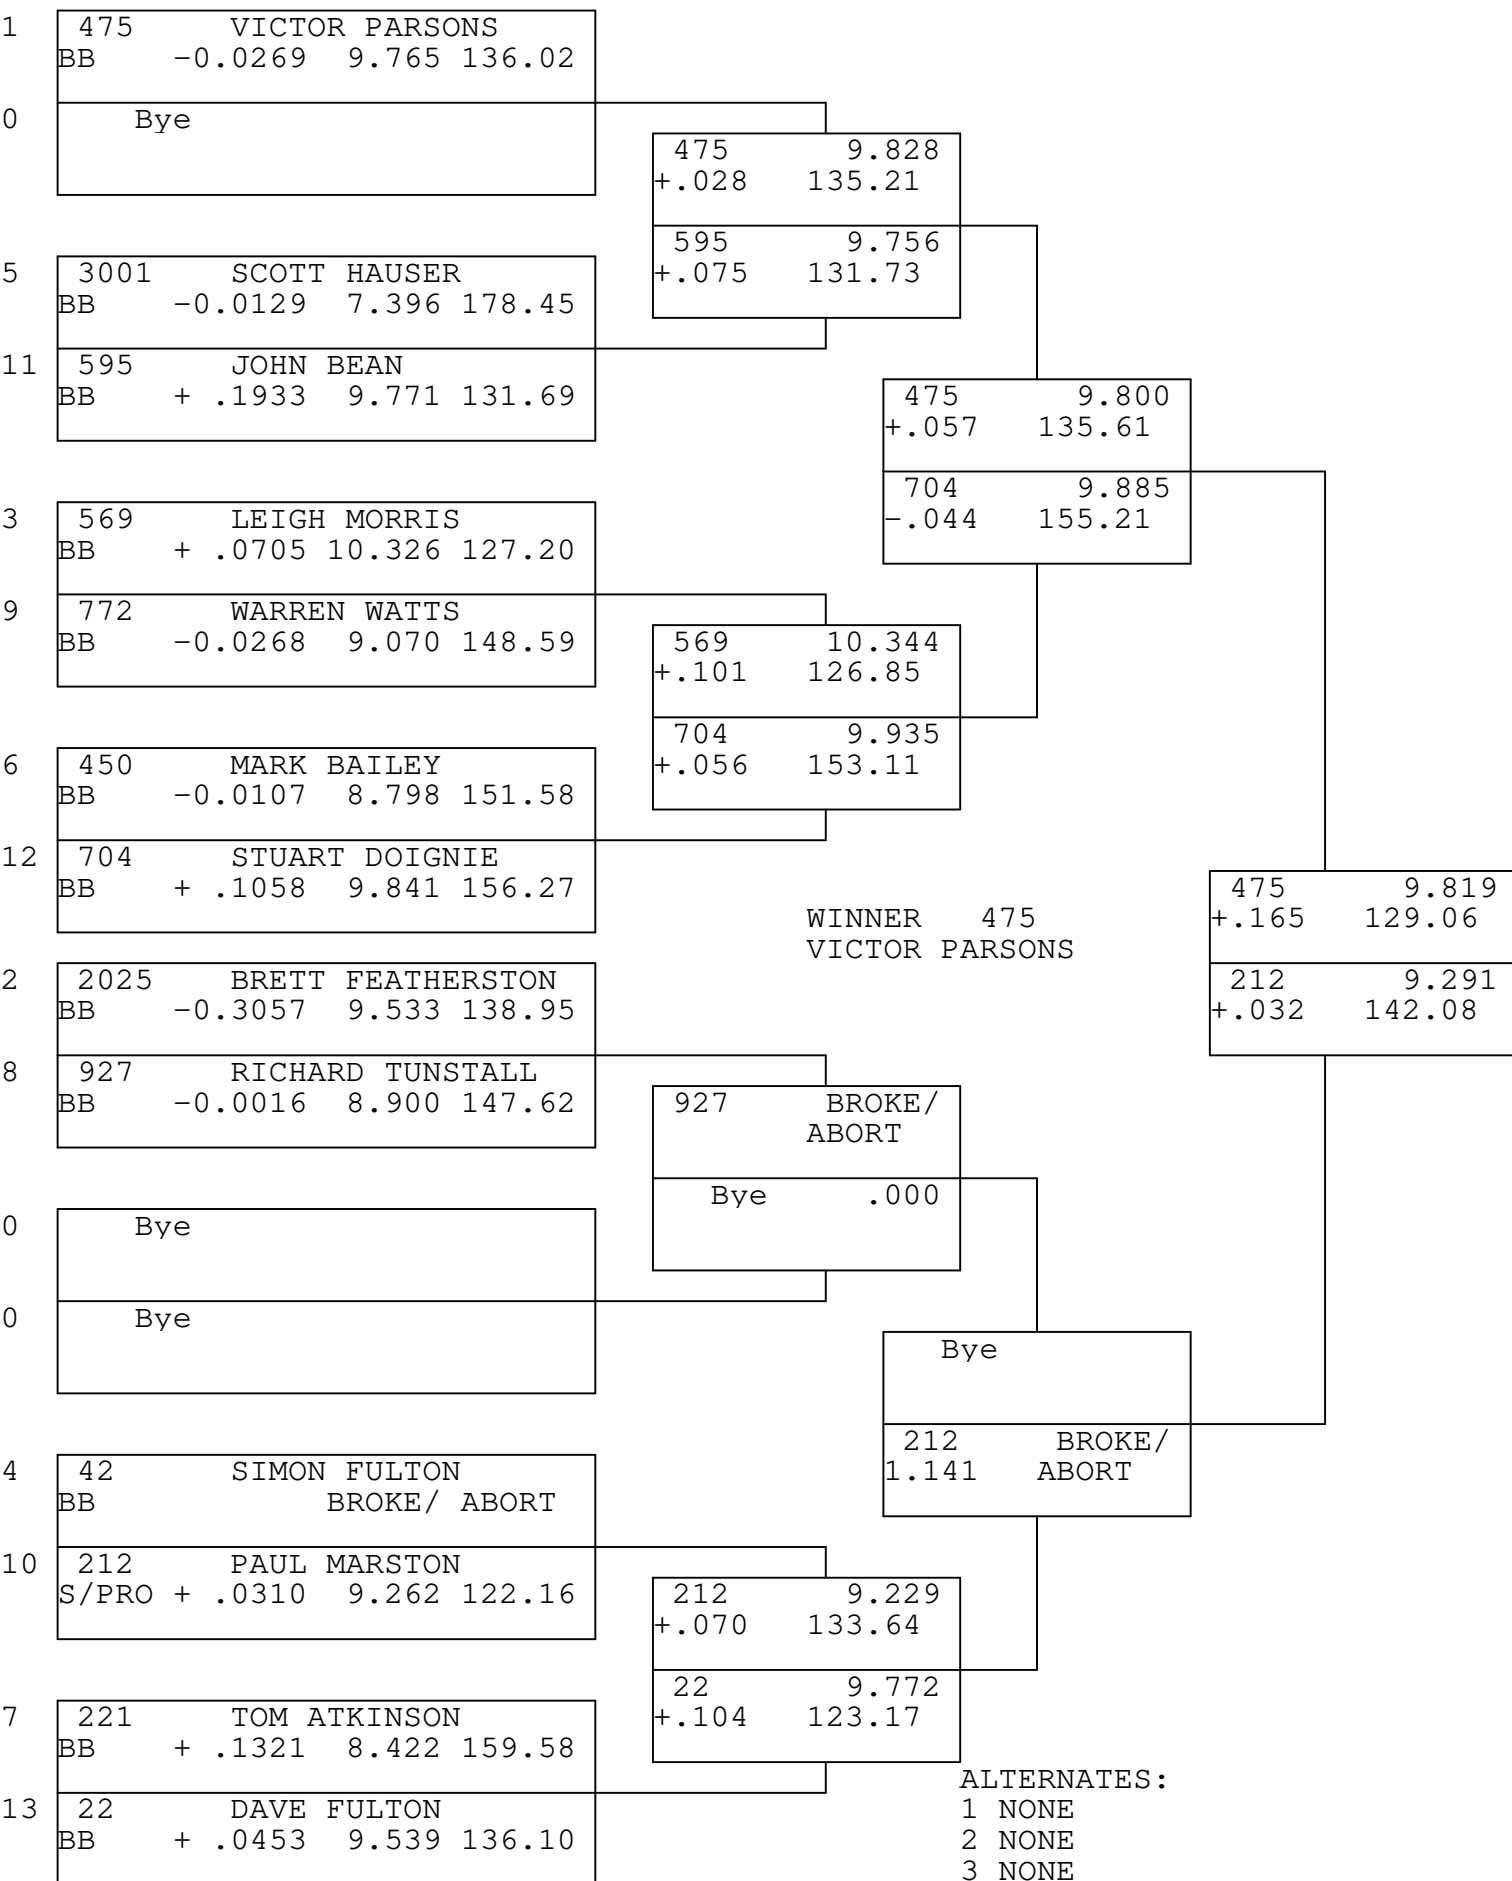 1 475 VICTOR PARSONS
BB -0.0269 9.765 136.02
0 Bye
5 3001 SCOTT HAUSER
BB -0.0129 7.396 178.45
11 595 JOHN BEAN
BB + .1933 9.771 131.69
3 569 LEIGH MORRIS
BB + .0705 10.326 127.20
9 772 WARREN WATTS
BB -0.0268 9.070 148.59
6 450 MARK BAILEY
BB -0.0107 8.798 151.58
12 704 STUART DOIGNIE
BB + .1058 9.841 156.27
2 2025 BRETT FEATHERSTON
BB -0.3057 9.533 138.95
8 927 RICHARD TUNSTALL
BB -0.0016 8.900 147.62
0 Bye
0 Bye
4 42 SIMON FULTON
BB BROKE/ ABORT
10 212 PAUL MARSTON
S/PRO + .0310 9.262 122.16
7 221 TOM ATKINSON
BB + .1321 8.422 159.58
13 22 DAVE FULTON
BB + .0453 9.539 136.10
475 9.828
+.028 135.21
595 9.756
+.075 131.73
569 10.344
+.101 126.85
704 9.935
+.056 153.11
927 BROKE/
ABORT
Bye .000
212 9.229
+.070 133.64
22 9.772
+.104 123.17
475 9.800
+.057 135.61
704 9.885
-.044 155.21
Bye
212 BROKE/
1.141 ABORT
475 9.819
+.165 129.06
212 9.291
+.032 142.08
WINNER 475
VICTOR PARSONS
ALTERNATES:
1 NONE
2 NONE
3 NONE